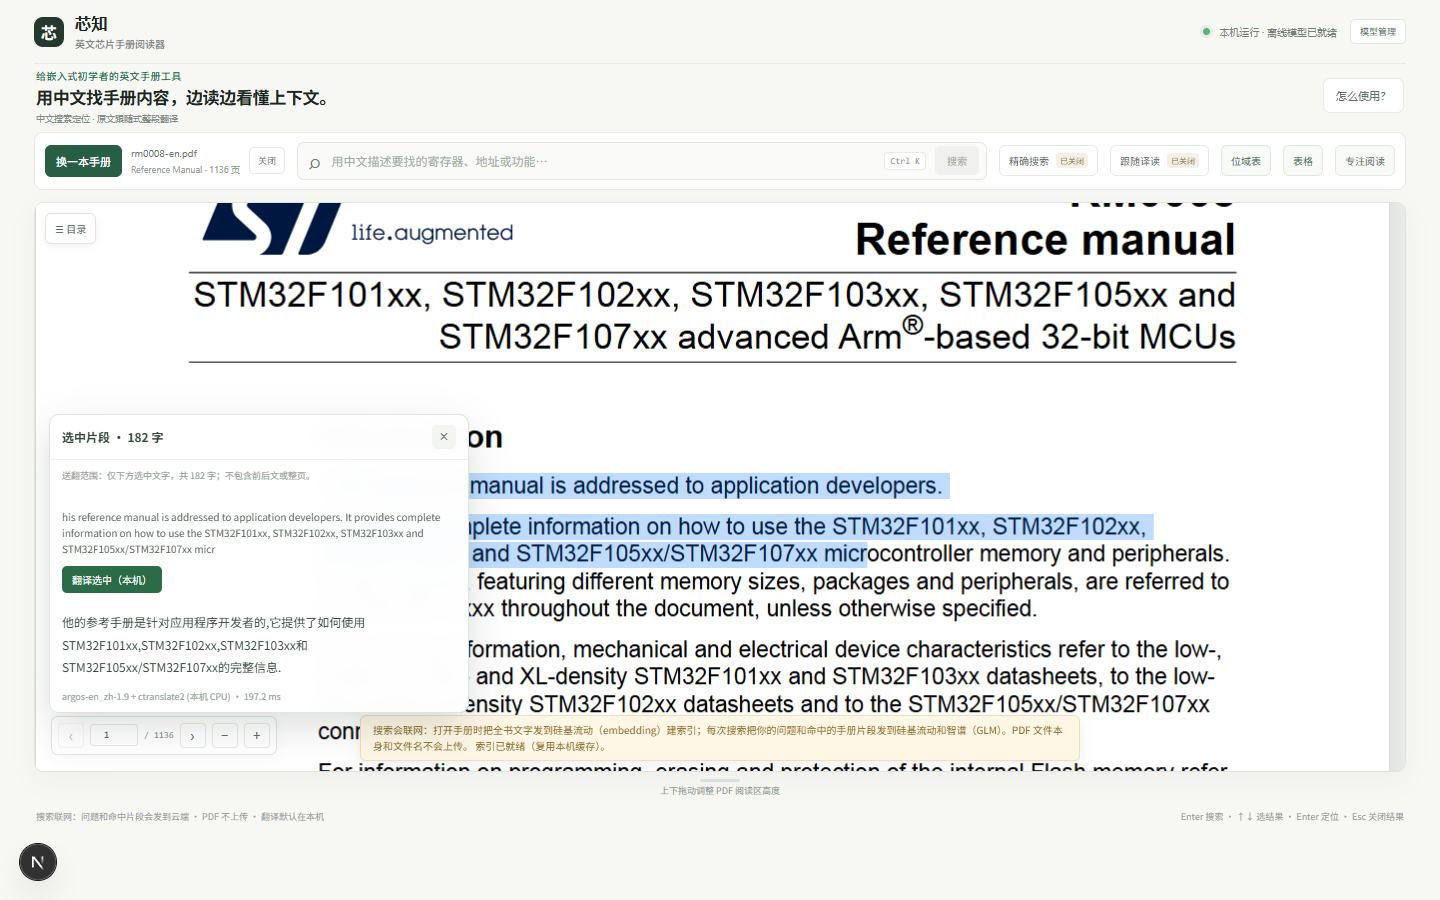 芯
芯知
英文芯片手册阅读器
本机运行 · 离线模型已就绪
模型管理
给嵌入式初学者的英文手册工具
用中文找手册内容，边读边看懂上下文。
中文搜索定位 · 原文跟随式整段翻译
怎么使用？
换一本手册
rm0008-en.pdf
Reference Manual · 1136 页
关闭
用中文描述要找的寄存器、地址或功能…
Ctrl K
搜索
精确搜索 已关闭
跟随译读 已关闭
位域表
表格
专注阅读
☰ 目录
life.augmented
Reference manual
STM32F101xx, STM32F102xx, STM32F103xx, STM32F105xx and
STM32F107xx advanced Arm®-based 32-bit MCUs
on
manual is addressed to application developers.
plete information on how to use the STM32F101xx, STM32F102xx,
and STM32F105xx/STM32F107xx microcontroller memory and peripherals.
featuring different memory sizes, packages and peripherals, are referred to
xx throughout the document, unless otherwise specified.
formation, mechanical and electrical device characteristics refer to the low-,
and XL-density STM32F101xx and STM32F103xx datasheets, to the low-
ensity STM32F102xx datasheets and to the STM32F105xx/STM32F107xx
conn
For information on programming, erasing and protection of the internal Flash memory refer
选中片段 · 182 字
×
送翻范围：仅下方选中文字，共 182 字；不包含前后文或整页。
his reference manual is addressed to application developers. It provides complete
information on how to use the STM32F101xx, STM32F102xx, STM32F103xx and
STM32F105xx/STM32F107xx micr
翻译选中（本机）
他的参考手册是针对应用程序开发者的,它提供了如何使用
STM32F101xx,STM32F102xx,STM32F103xx和
STM32F105xx/STM32F107xx的完整信息.
argos-en_zh-1.9 + ctranslate2 (本机 CPU) · 197.2 ms
‹ 1 / 1136 › − +
搜索会联网：打开手册时把全书文字发到硅基流动（embedding）建索引；每次搜索把你的问题和命中的手册片段发到硅基流动和智谱（GLM）。PDF 文件本
身和文件名不会上传。 索引已就绪（复用本机缓存）。
上下拖动调整 PDF 阅读区高度
搜索联网：问题和命中片段会发到云端 · PDF 不上传 · 翻译默认在本机
Enter 搜索 · ↑↓ 选结果 · Enter 定位 · Esc 关闭结果
N